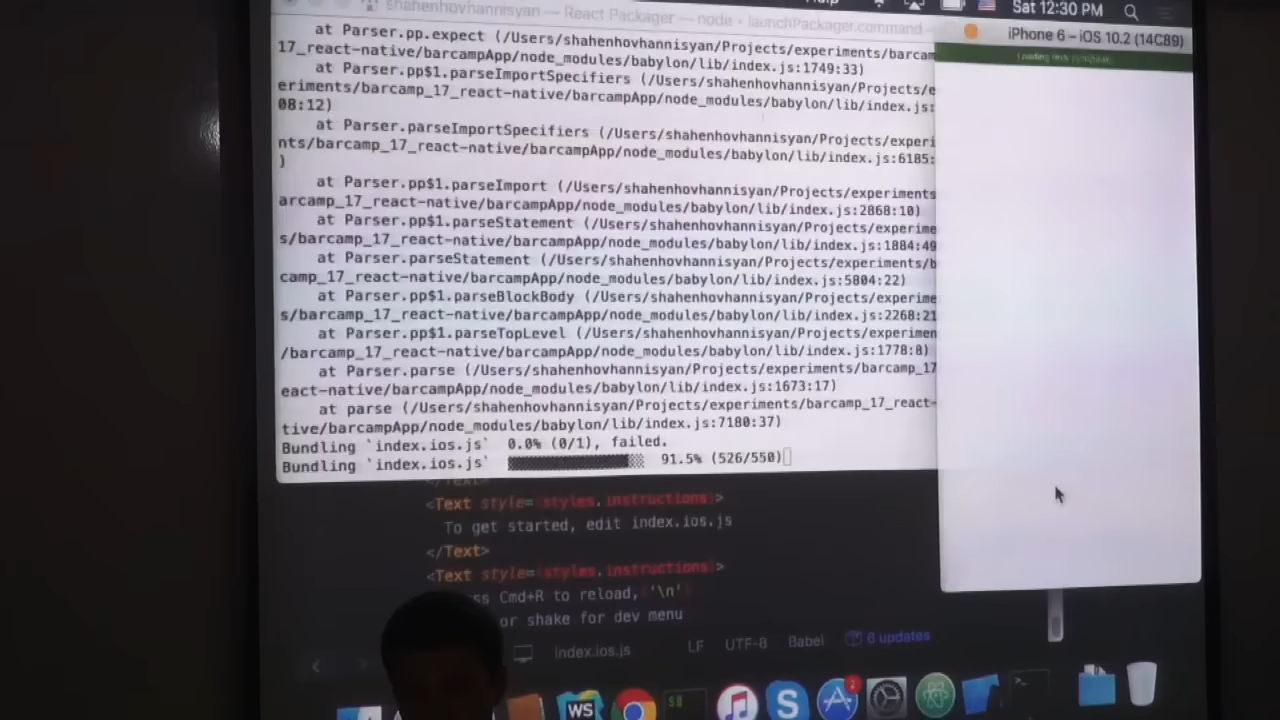 Sat 12:30 PM
shahenhovhannisyan — React Packager — node • launchPackager.command —
iPhone 6 – iOS 10.2 (14C89)
at Parser.pp.expect (/Users/shahenhovhannisyan/Projects/experiments/barcam
17_react-native/barcampApp/node_modules/babylon/lib/index.js:1749:33)
at Parser.pp$1.parseImportSpecifiers (/Users/shahenhovhannisyan/Projects/e
eriments/barcamp_17_react-native/barcampApp/node_modules/babylon/lib/index.js:
08:12)
at Parser.parseImportSpecifiers (/Users/shahenhovhannisyan/Projects/experi
nts/barcamp_17_react-native/barcampApp/node_modules/babylon/lib/index.js:6185:
)
at Parser.pp$1.parseImport (/Users/shahenhovhannisyan/Projects/experiments
arcamp_17_react-native/barcampApp/node_modules/babylon/lib/index.js:2868:10)
at Parser.pp$1.parseStatement (/Users/shahenhovhannisyan/Projects/experime
s/barcamp_17_react-native/barcampApp/node_modules/babylon/lib/index.js:1884:49
at Parser.parseStatement (/Users/shahenhovhannisyan/Projects/experiments/b
camp_17_react-native/barcampApp/node_modules/babylon/lib/index.js:5804:22)
at Parser.pp$1.parseBlockBody (/Users/shahenhovhannisyan/Projects/experime
s/barcamp_17_react-native/barcampApp/node_modules/babylon/lib/index.js:2268:21
at Parser.pp$1.parseTopLevel (/Users/shahenhovhannisyan/Projects/experimen
/barcamp_17_react-native/barcampApp/node_modules/babylon/lib/index.js:1778:8)
at Parser.parse (/Users/shahenhovhannisyan/Projects/experiments/barcamp_17
eact-native/barcampApp/node_modules/babylon/lib/index.js:1673:17)
at parse (/Users/shahenhovhannisyan/Projects/experiments/barcamp_17_react-
tive/barcampApp/node_modules/babylon/lib/index.js:7180:37)
Bundling `index.ios.js` 0.0% (0/1), failed.
Bundling `index.ios.js` 91.5% (526/550)
</Text>
<Text style={styles.instructions}>
To get started, edit index.ios.js
</Text>
<Text style={styles.instructions}>
ss Cmd+R to reload,{'\n'}
or shake for dev menu
index.ios.js LF UTF-8 Babel 6 updates
WS
2